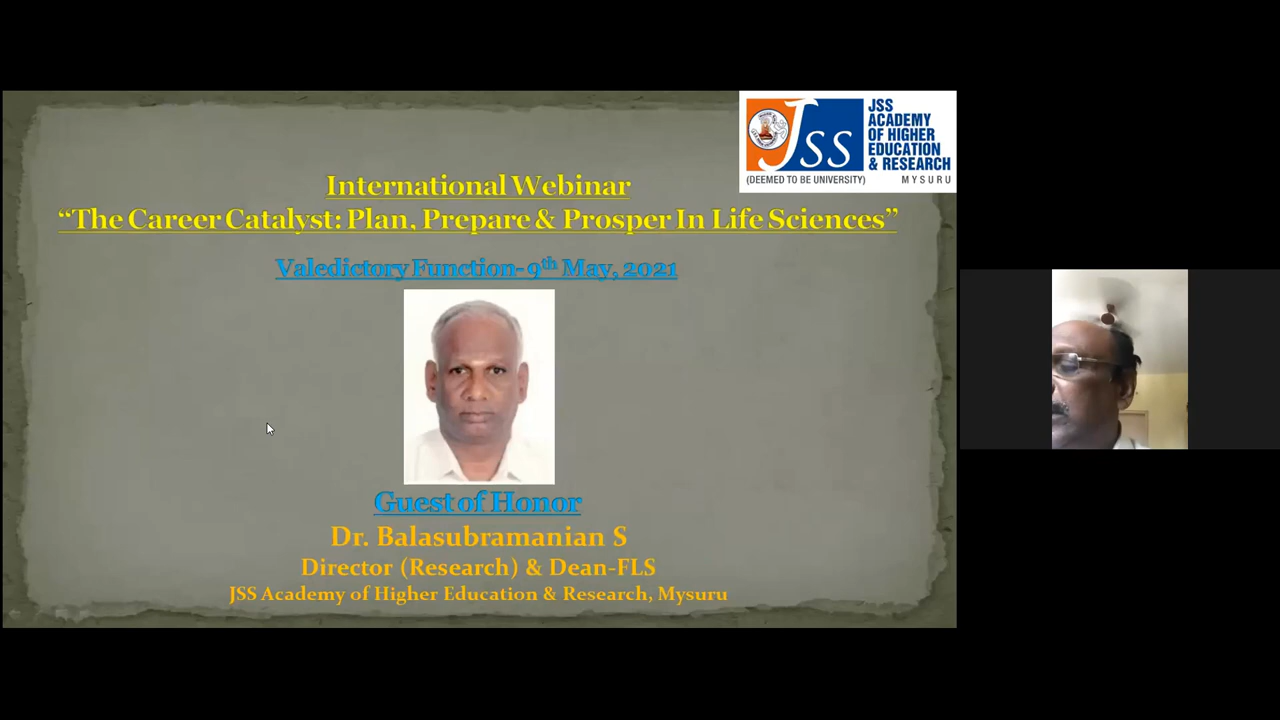 JSS
JSS
ACADEMY
OF HIGHER
EDUCATION
& RESEARCH
(DEEMED TO BE UNIVERSITY) MYSURU
International Webinar
“The Career Catalyst: Plan, Prepare & Prosper In Life Sciences”
Valedictory Function- 9th May, 2021
Guest of Honor
Dr. Balasubramanian S
Director (Research) & Dean-FLS
JSS Academy of Higher Education & Research, Mysuru